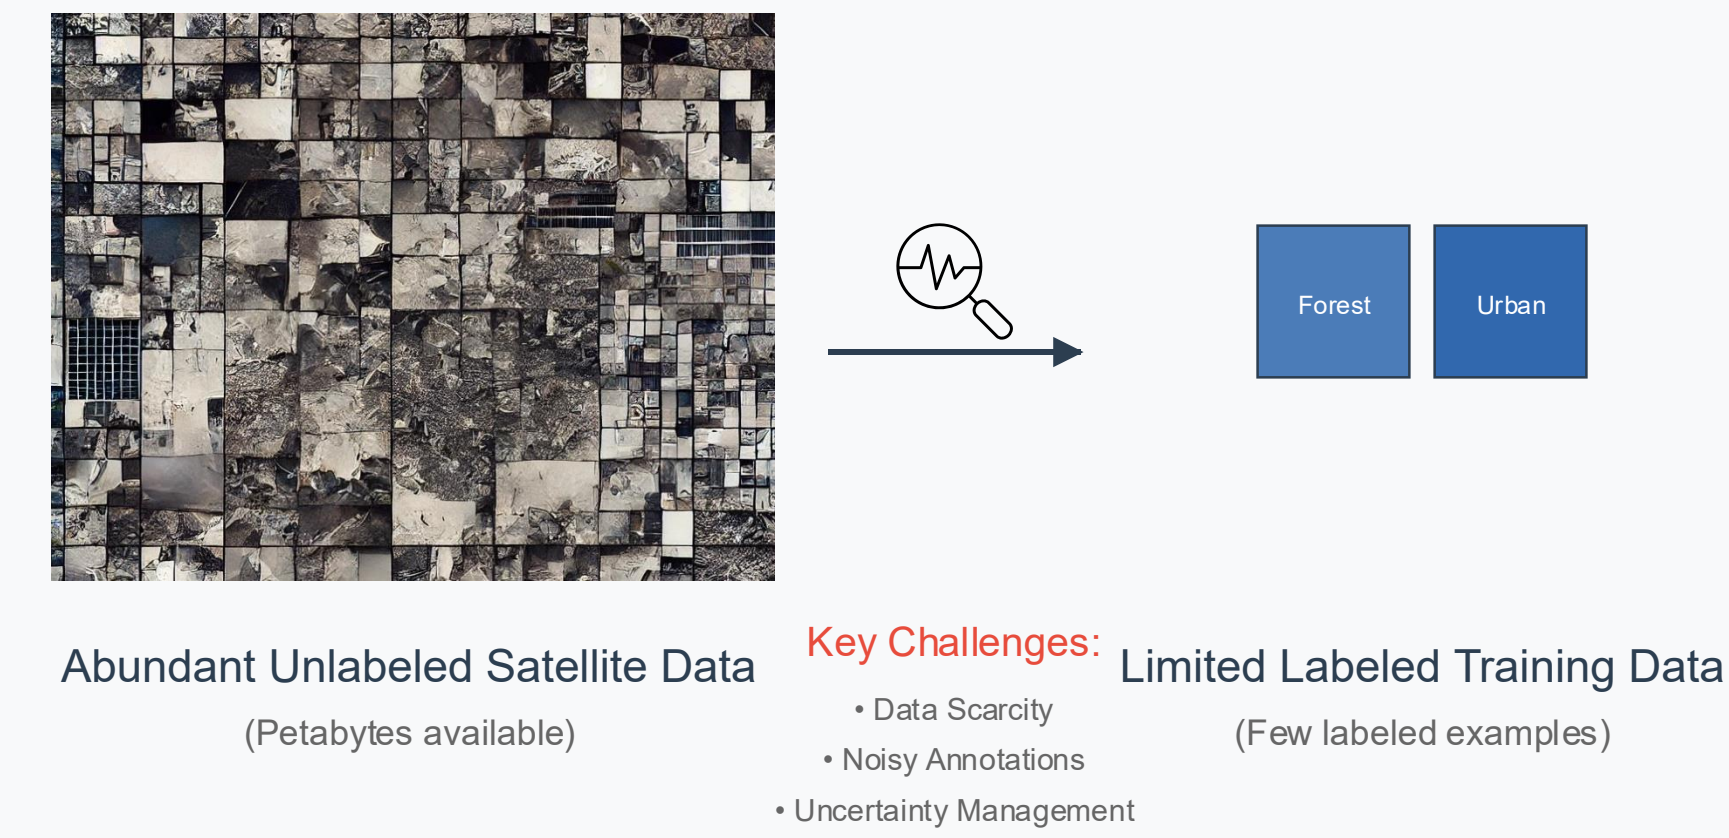 Forest
Urban
Abundant Unlabeled Satellite Data
(Petabytes available)
Key Challenges:
• Data Scarcity
• Noisy Annotations
• Uncertainty Management
Limited Labeled Training Data
(Few labeled examples)